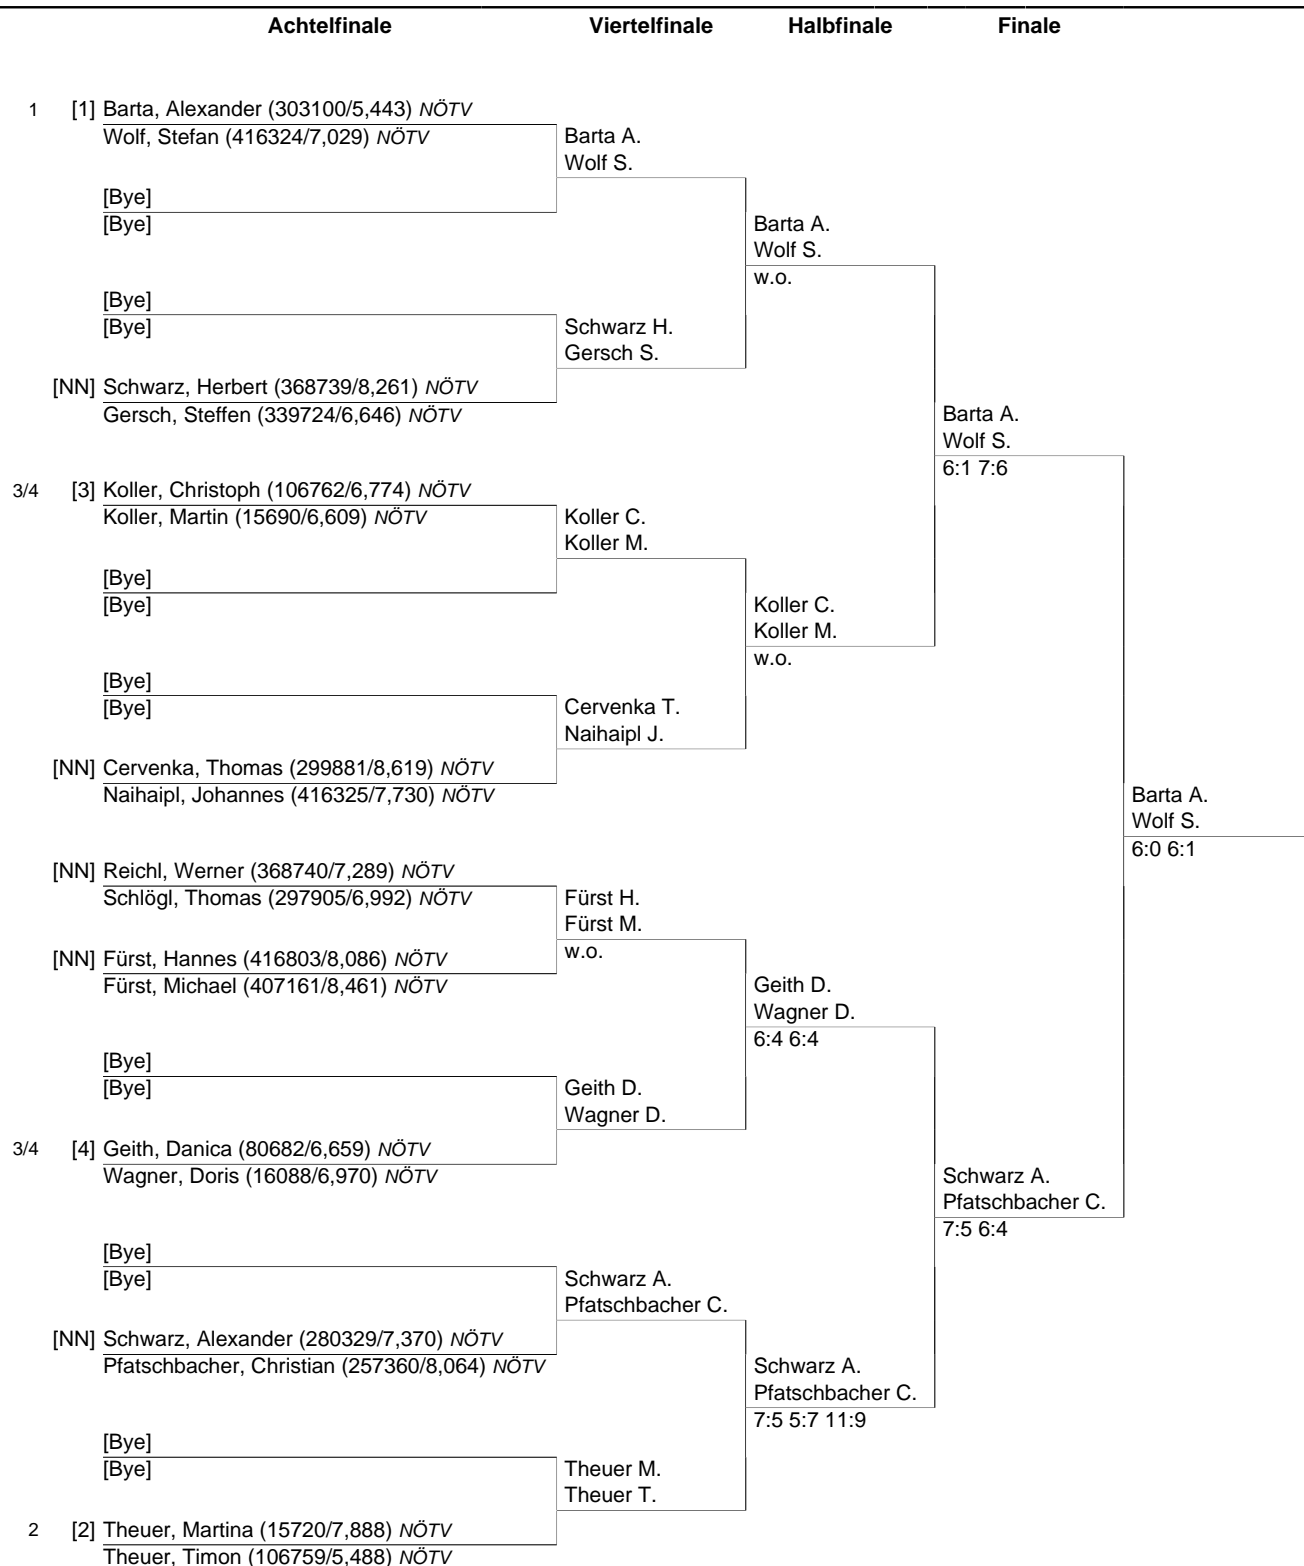 Achtelfinale Viertelfinale Halbfinale Finale
1 [1] Barta, Alexander (303100/5,443) NÖTV
Wolf, Stefan (416324/7,029) NÖTV
Barta A.
Wolf S.
[Bye]
[Bye]
Barta A.
Wolf S.
w.o.
[Bye]
[Bye]
Schwarz H.
Gersch S.
[NN] Schwarz, Herbert (368739/8,261) NÖTV
Gersch, Steffen (339724/6,646) NÖTV
Barta A.
Wolf S.
6:1 7:6
3/4 [3] Koller, Christoph (106762/6,774) NÖTV
Koller, Martin (15690/6,609) NÖTV
Koller C.
Koller M.
[Bye]
[Bye]
Koller C.
Koller M.
w.o.
[Bye]
[Bye]
Cervenka T.
Naihaipl J.
[NN] Cervenka, Thomas (299881/8,619) NÖTV
Naihaipl, Johannes (416325/7,730) NÖTV
Barta A.
Wolf S.
6:0 6:1
[NN] Reichl, Werner (368740/7,289) NÖTV
Schlögl, Thomas (297905/6,992) NÖTV
Fürst H.
Fürst M.
w.o.
[NN] Fürst, Hannes (416803/8,086) NÖTV
Fürst, Michael (407161/8,461) NÖTV
Geith D.
Wagner D.
6:4 6:4
[Bye]
[Bye]
Geith D.
Wagner D.
3/4 [4] Geith, Danica (80682/6,659) NÖTV
Wagner, Doris (16088/6,970) NÖTV
Schwarz A.
Pfatschbacher C.
7:5 6:4
[Bye]
[Bye]
Schwarz A.
Pfatschbacher C.
[NN] Schwarz, Alexander (280329/7,370) NÖTV
Pfatschbacher, Christian (257360/8,064) NÖTV
Schwarz A.
Pfatschbacher C.
7:5 5:7 11:9
[Bye]
[Bye]
Theuer M.
Theuer T.
2 [2] Theuer, Martina (15720/7,888) NÖTV
Theuer, Timon (106759/5,488) NÖTV